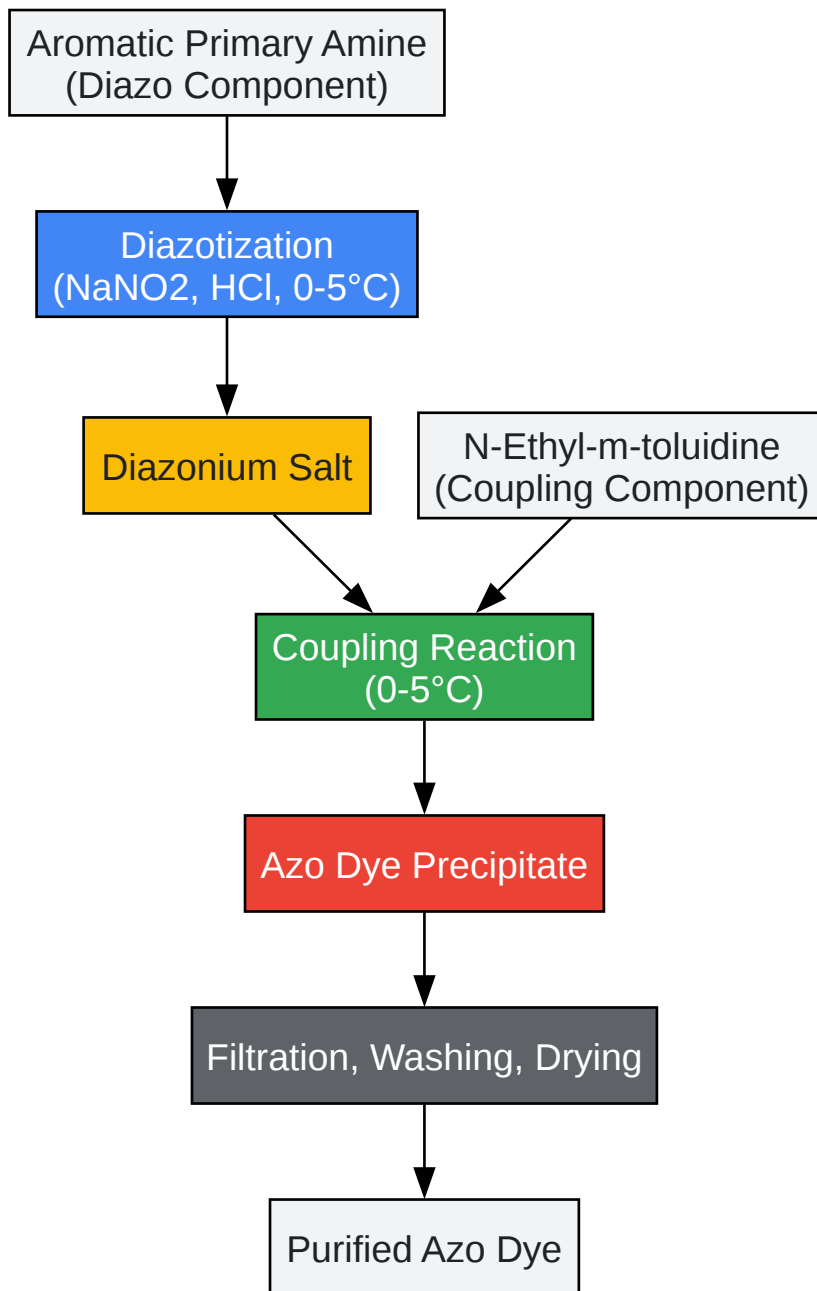 Aromatic Primary Amine
(Diazo Component)
Diazotization
(NaNO2, HCl, 0-5°C)
Diazonium Salt
N-Ethyl-m-toluidine
(Coupling Component)
Coupling Reaction
(0-5°C)
Azo Dye Precipitate
Filtration, Washing, Drying
Purified Azo Dye